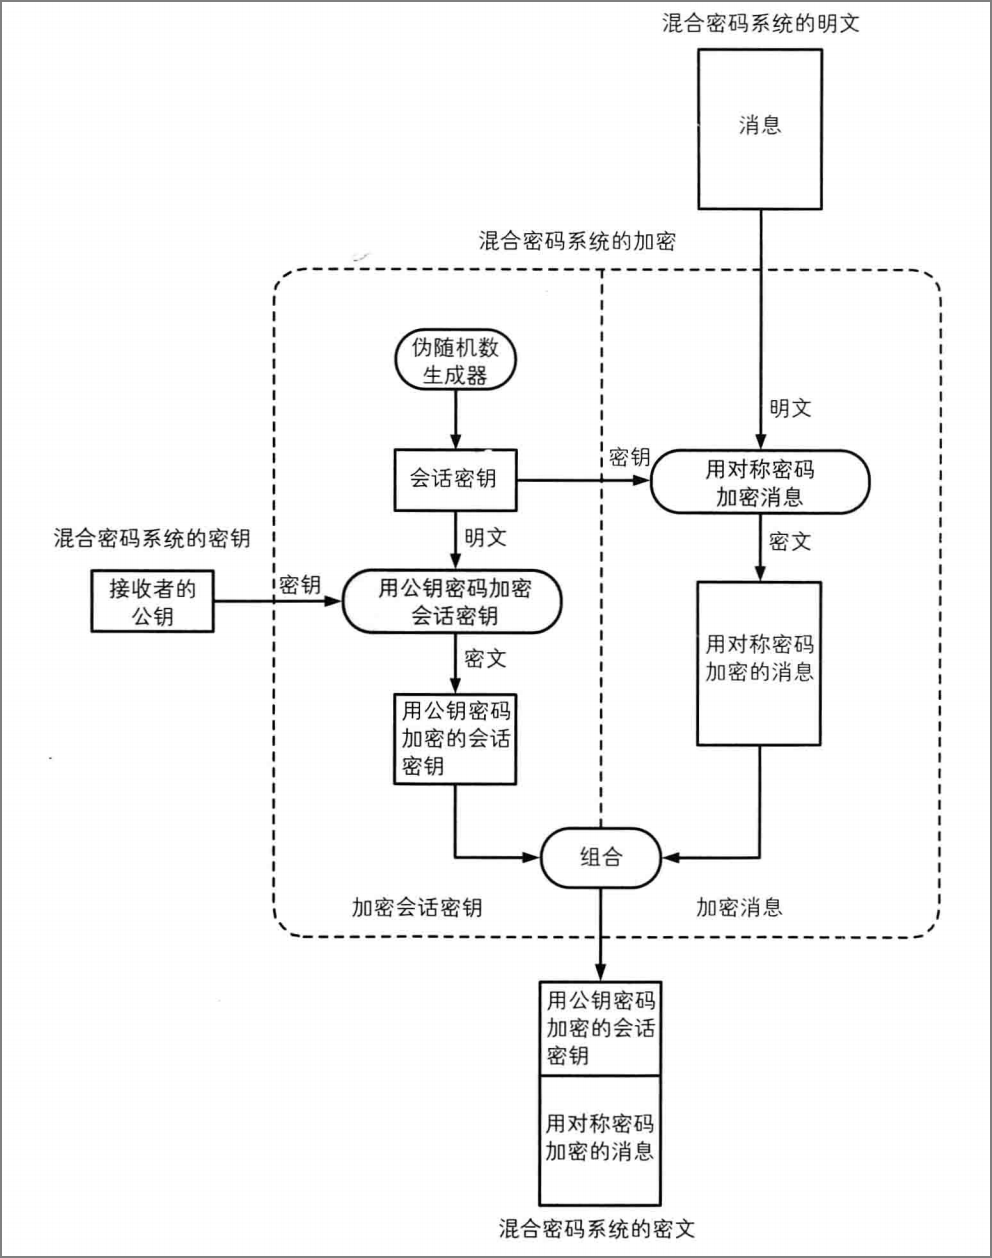 混合密码系统的明文
消息
混合密码系统的加密
伪随机数
生成器
明文
会话密钥
密钥
用对称密码
加密消息
混合密码系统的密钥
明文
密文
接收者的
公钥
密钥
用公钥密码加密
会话密钥
用对称密码
加密的消息
密文
用公钥密码
加密的会话
密钥
组合
加密会话密钥
加密消息
用公钥密码
加密的会话
密钥
用对称密码
加密的消息
混合密码系统的密文